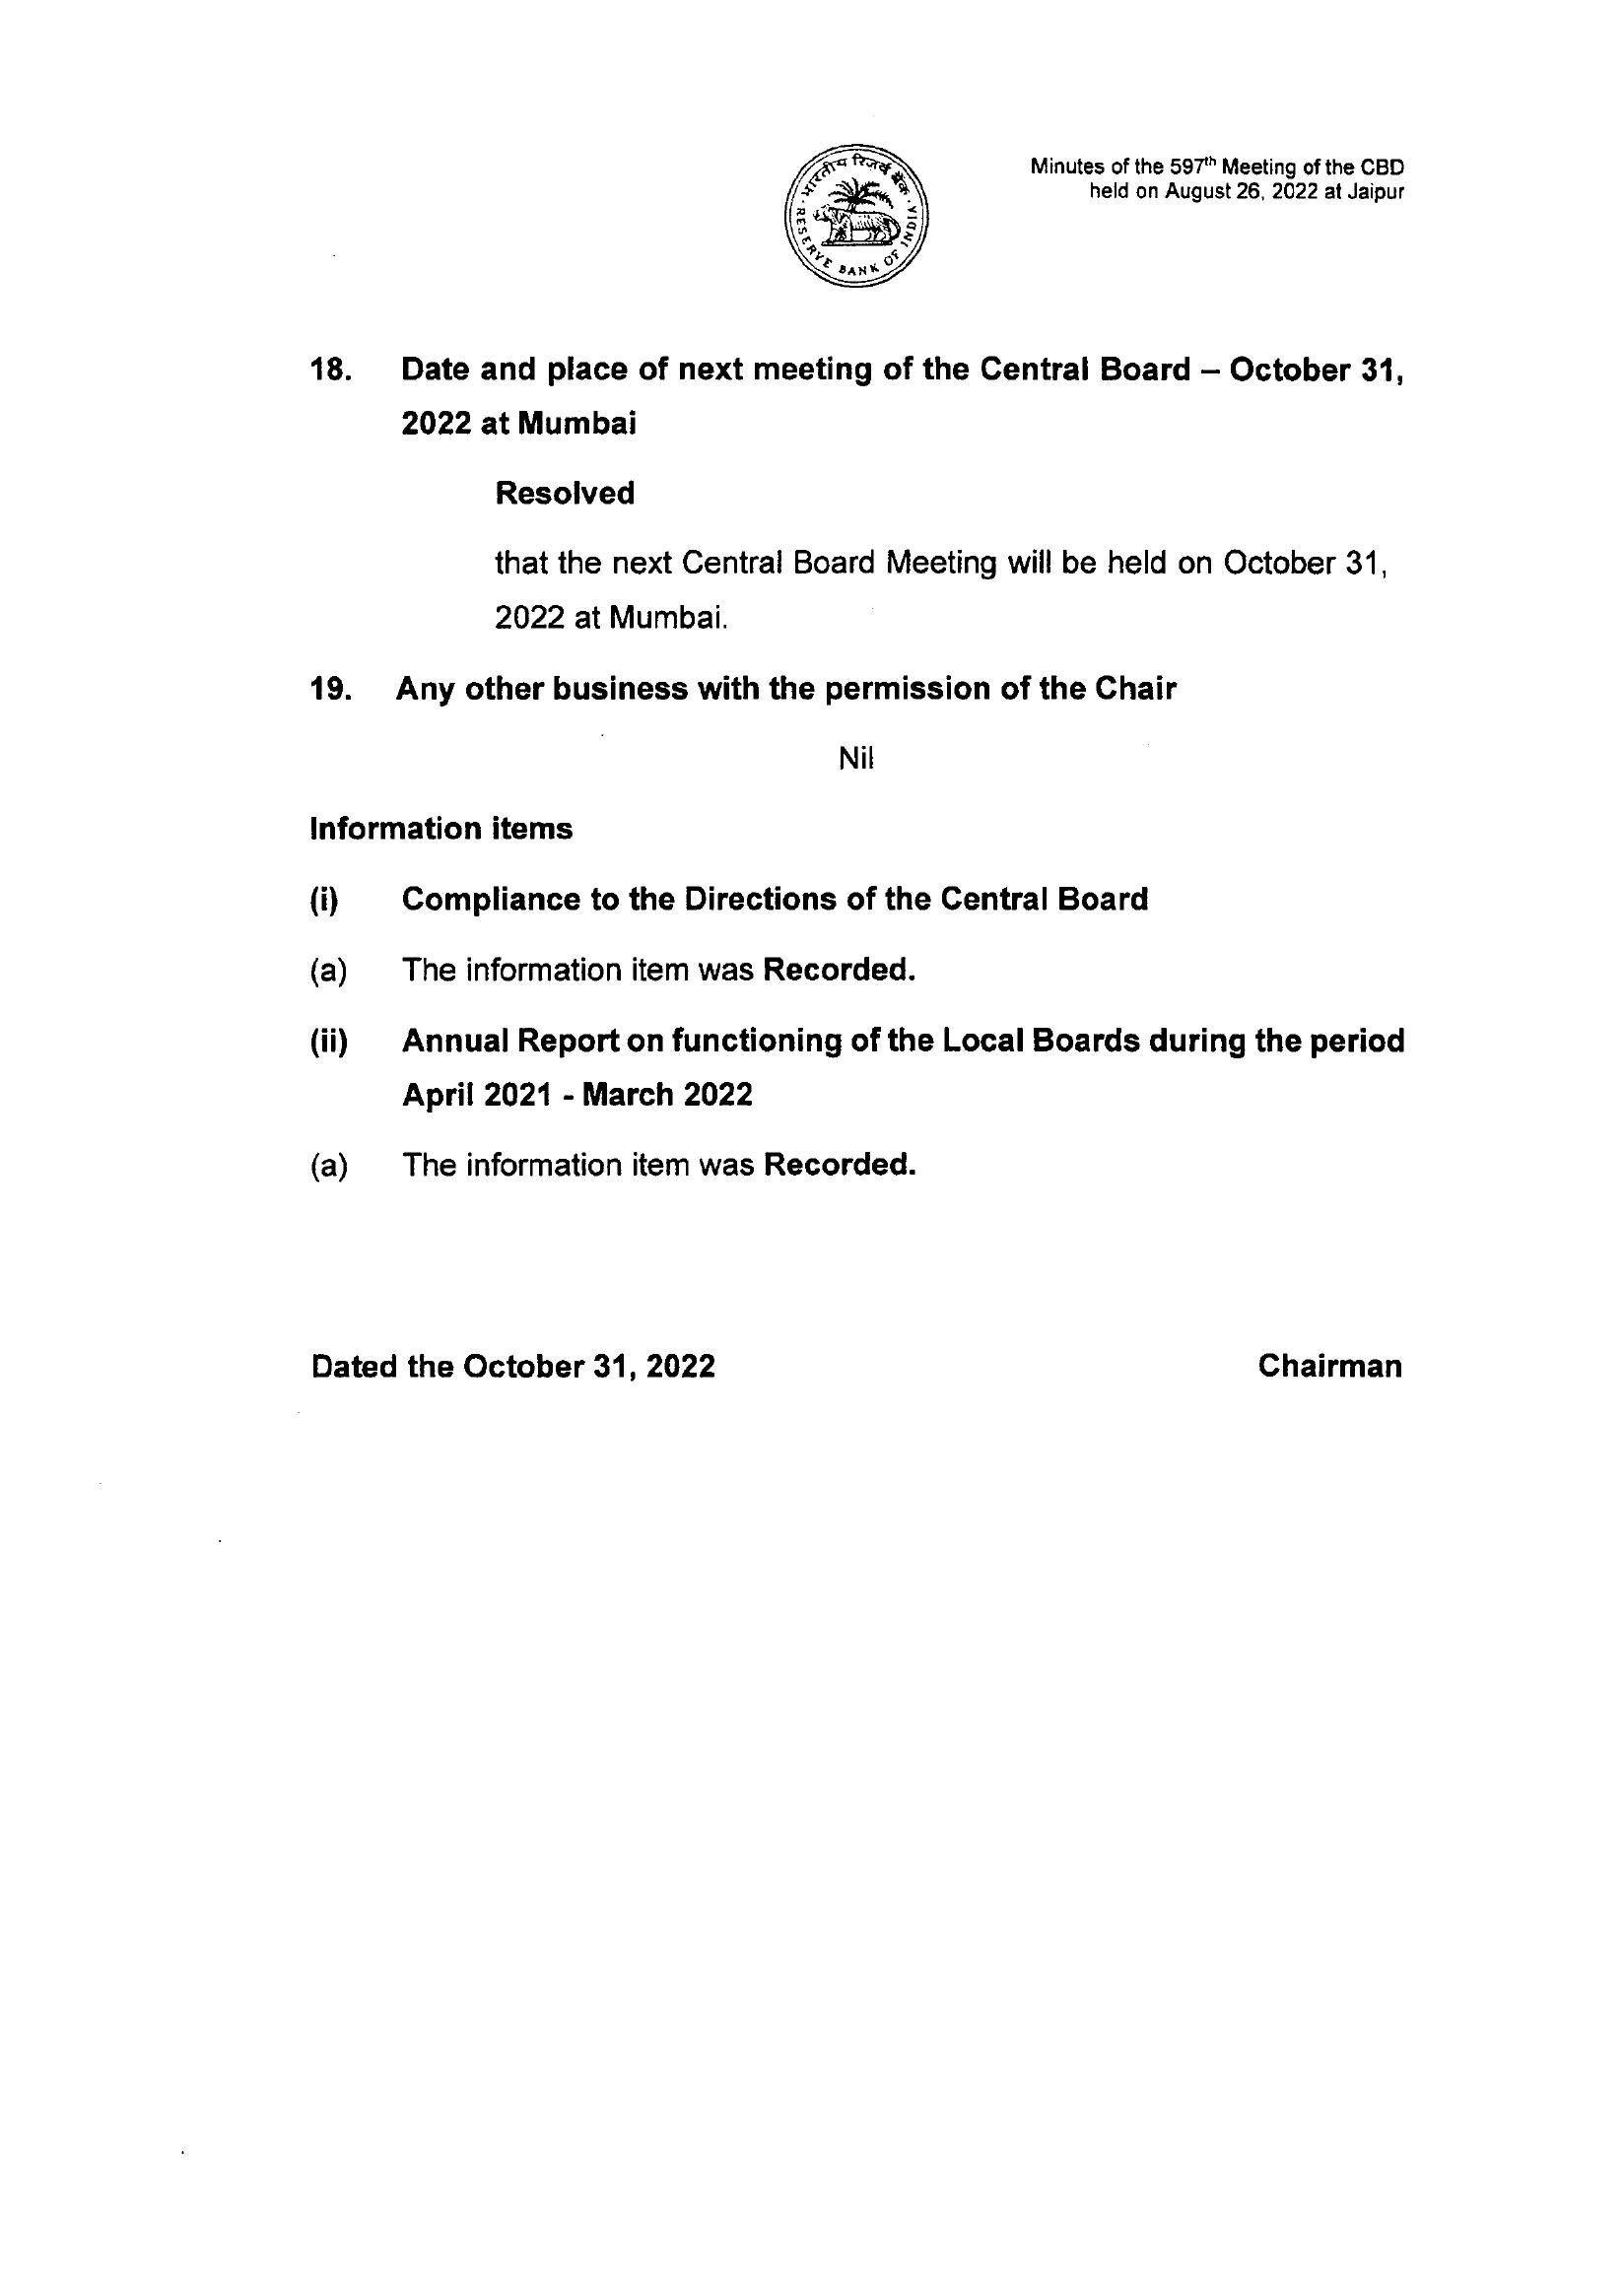 भारतीय रिज़र्व बैंक
RESERVE BANK OF INDIA
Minutes of the 597th Meeting of the CBD
held on August 26, 2022 at Jaipur
18. Date and place of next meeting of the Central Board – October 31,
2022 at Mumbai
Resolved
that the next Central Board Meeting will be held on October 31,
2022 at Mumbai.
19. Any other business with the permission of the Chair
Nil
Information items
(i) Compliance to the Directions of the Central Board
(a) The information item was Recorded.
(ii) Annual Report on functioning of the Local Boards during the period
April 2021 - March 2022
(a) The information item was Recorded.
Dated the October 31, 2022 Chairman